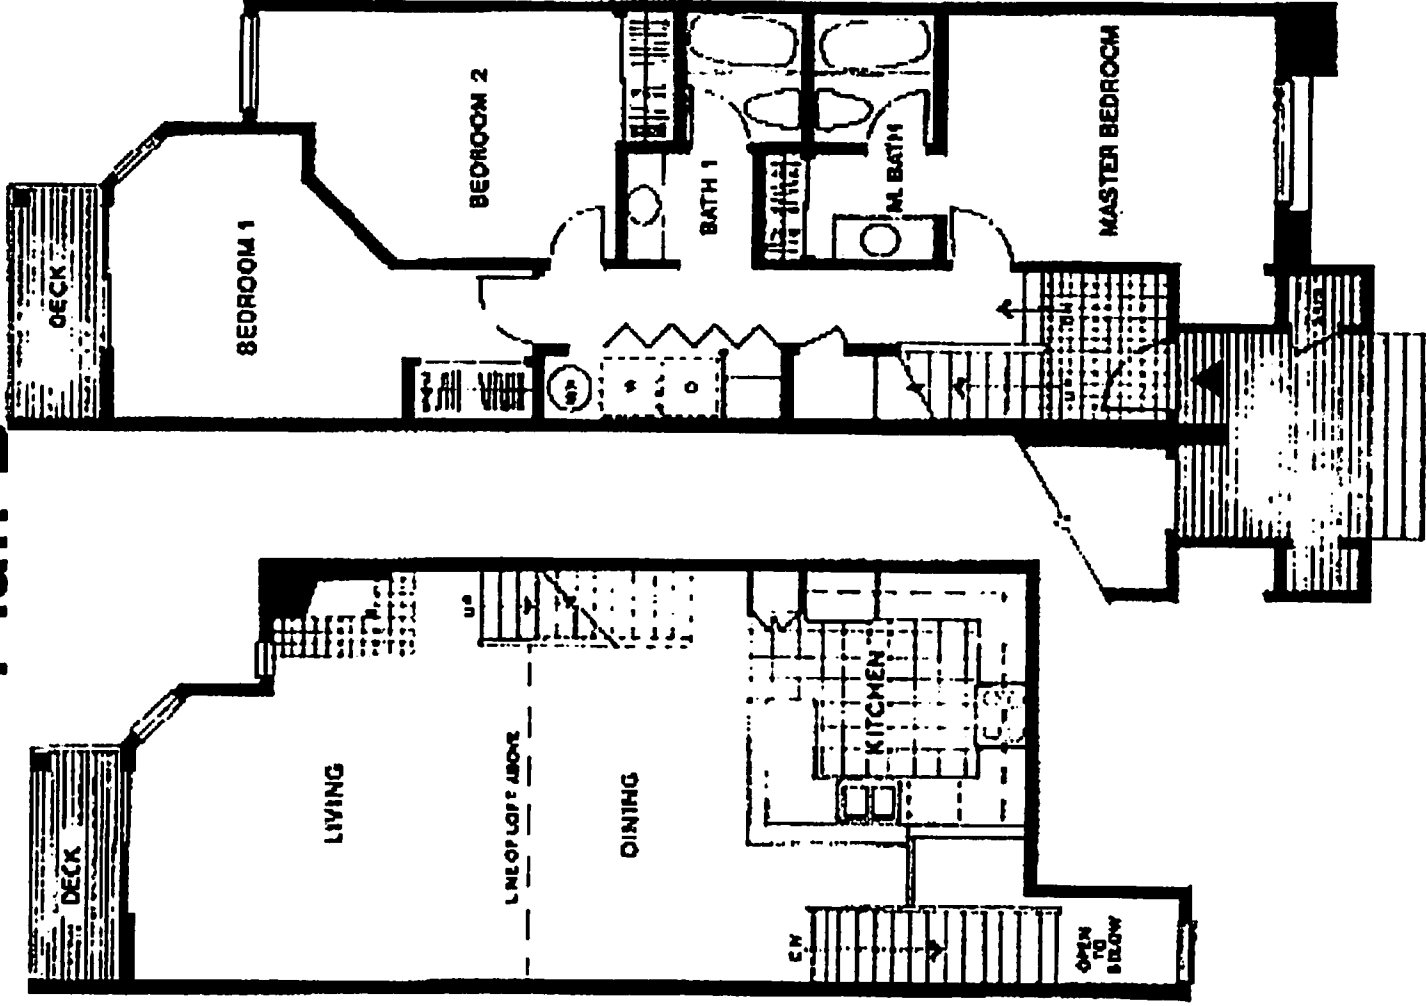 BEDROOM 2
BATH 1
M. BATH
MASTER BEDROOM
DECK
BEDROOM 1
DN
UP
UP
LIVING
LINE OF LOFT ABOVE
DINING
KITCHEN
DECK
DN
OPEN
TO
BELOW